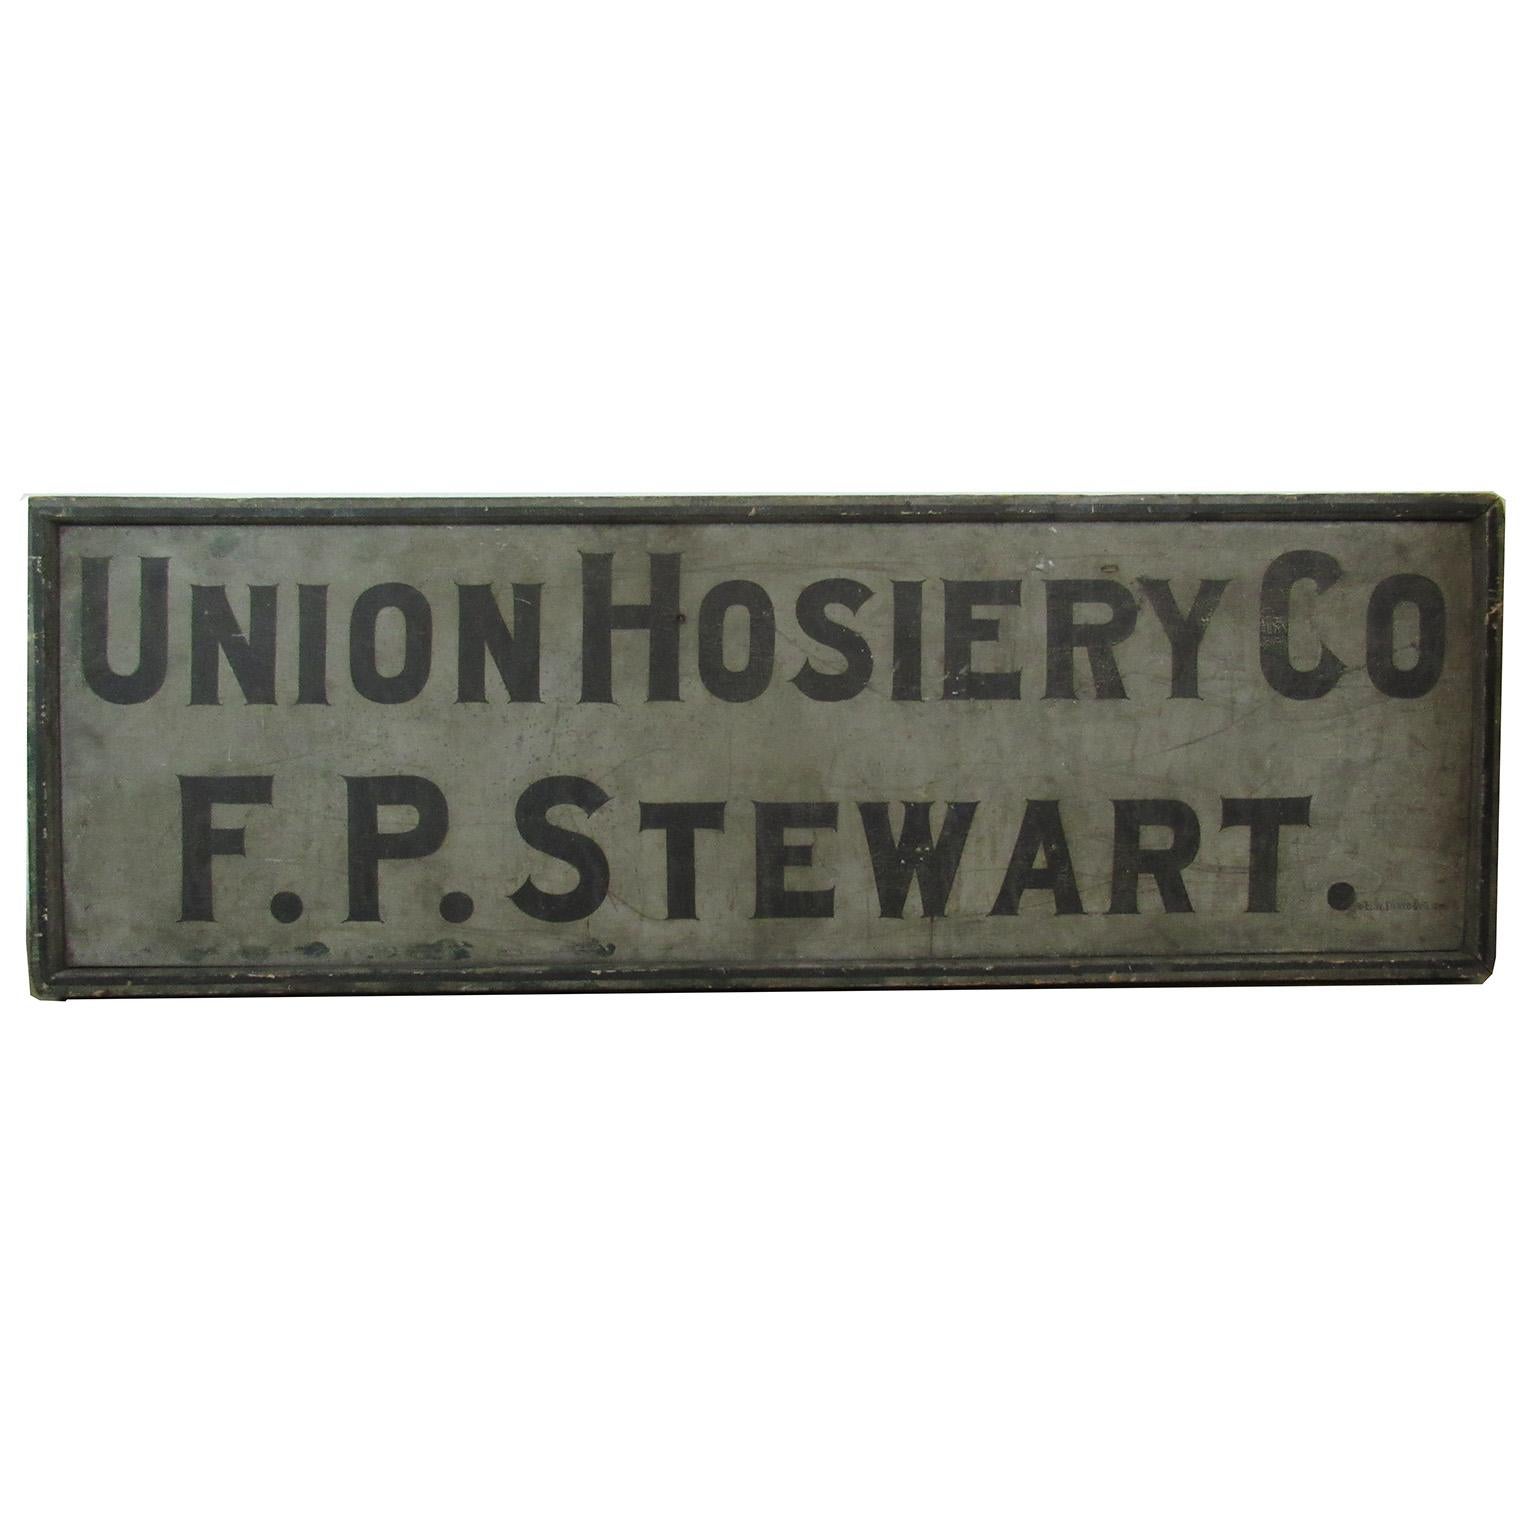 UNION HOSIERY CO
F. P. STEWART.